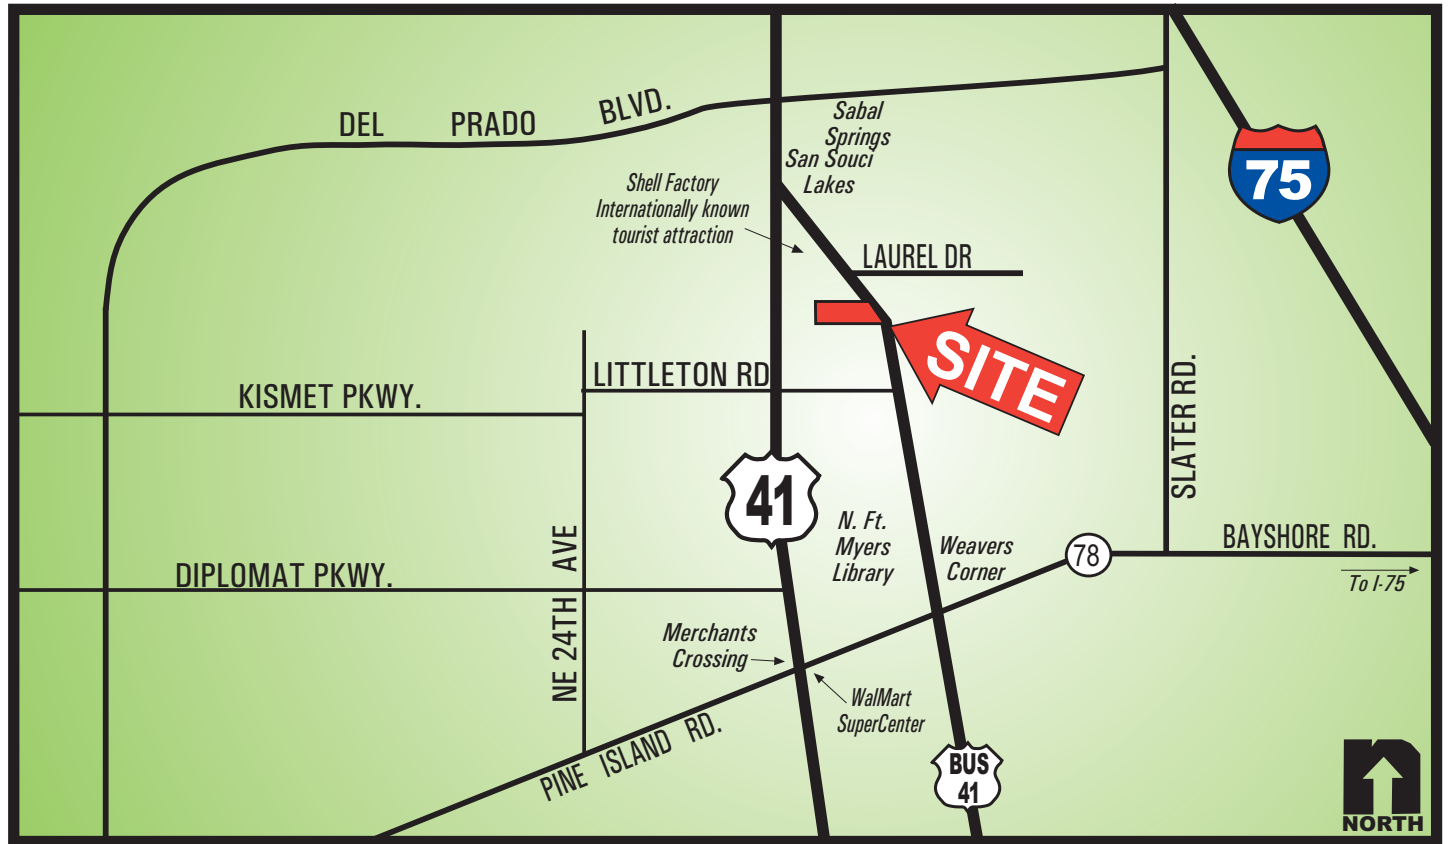 DEL PRADO BLVD.
Sabal
Springs
San Souci
Lakes
75
Shell Factory
Internationally known
tourist attraction
LAUREL DR
SITE
LITTLETON RD
KISMET PKWY.
SLATER RD.
41
N. Ft.
Myers
Library
Weavers
Corner
78
BAYSHORE RD.
To I-75
DIPLOMAT PKWY.
NE 24TH AVE
Merchants
Crossing
WalMart
SuperCenter
PINE ISLAND RD.
BUS
41
NORTH